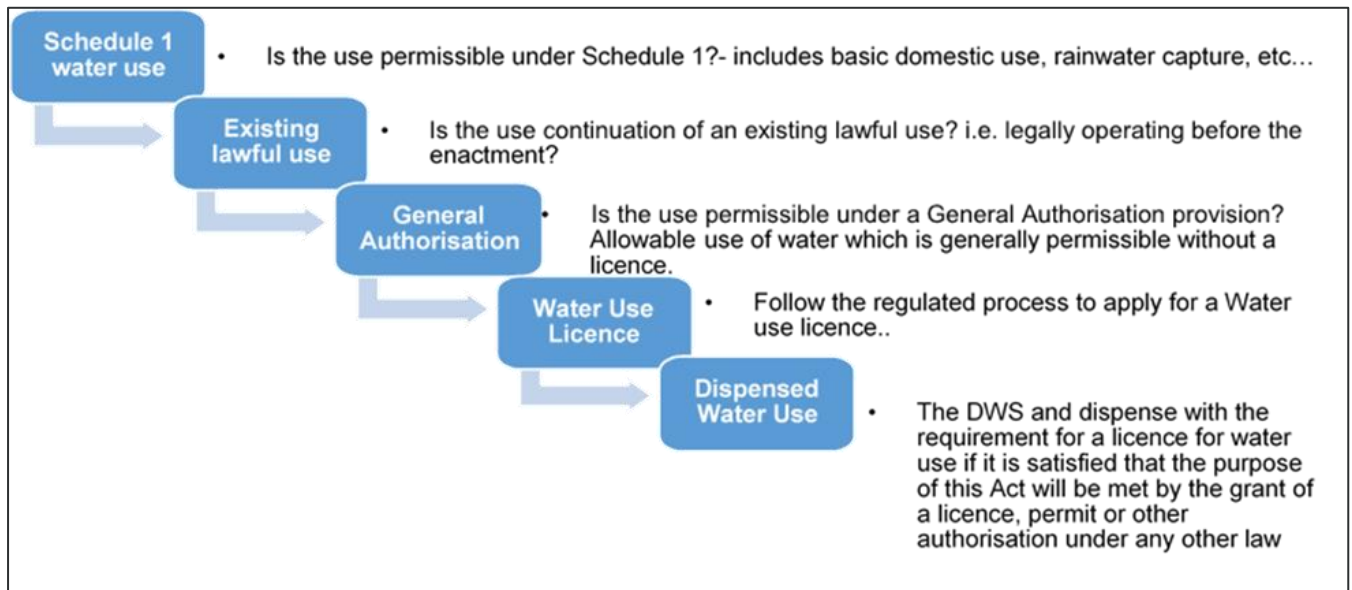 Schedule 1
water use
• Is the use permissible under Schedule 1?- includes basic domestic use, rainwater capture, etc…
Existing
lawful use
• Is the use continuation of an existing lawful use? i.e. legally operating before the
enactment?
General
Authorisation
• Is the use permissible under a General Authorisation provision?
Allowable use of water which is generally permissible without a
licence.
Water Use
Licence
• Follow the regulated process to apply for a Water
use licence..
Dispensed
Water Use
• The DWS and dispense with the
requirement for a licence for water
use if it is satisfied that the purpose
of this Act will be met by the grant of
a licence, permit or other
authorisation under any other law